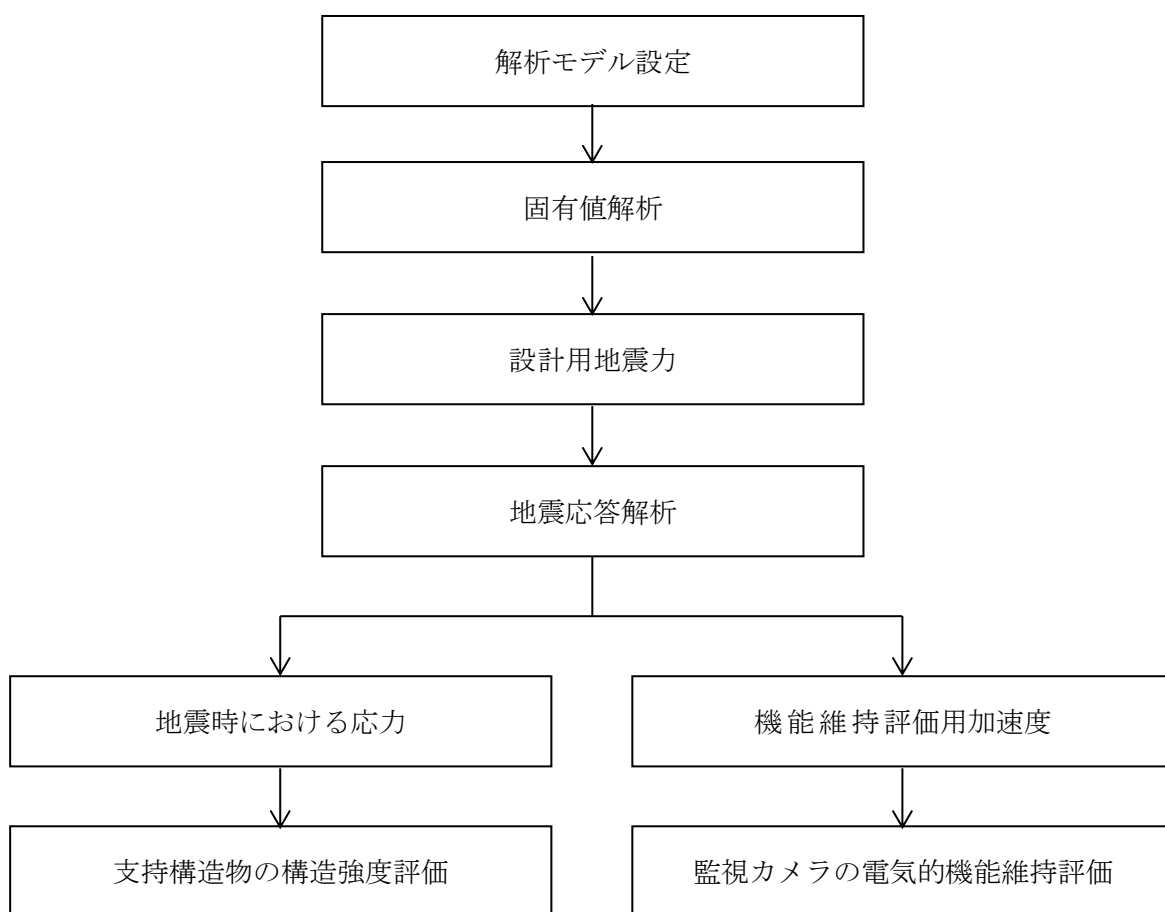 解析モデル設定
固有値解析
設計用地震力
地震応答解析
地震時における応力
機能維持評価用加速度
支持構造物の構造強度評価
監視カメラの電気的機能維持評価